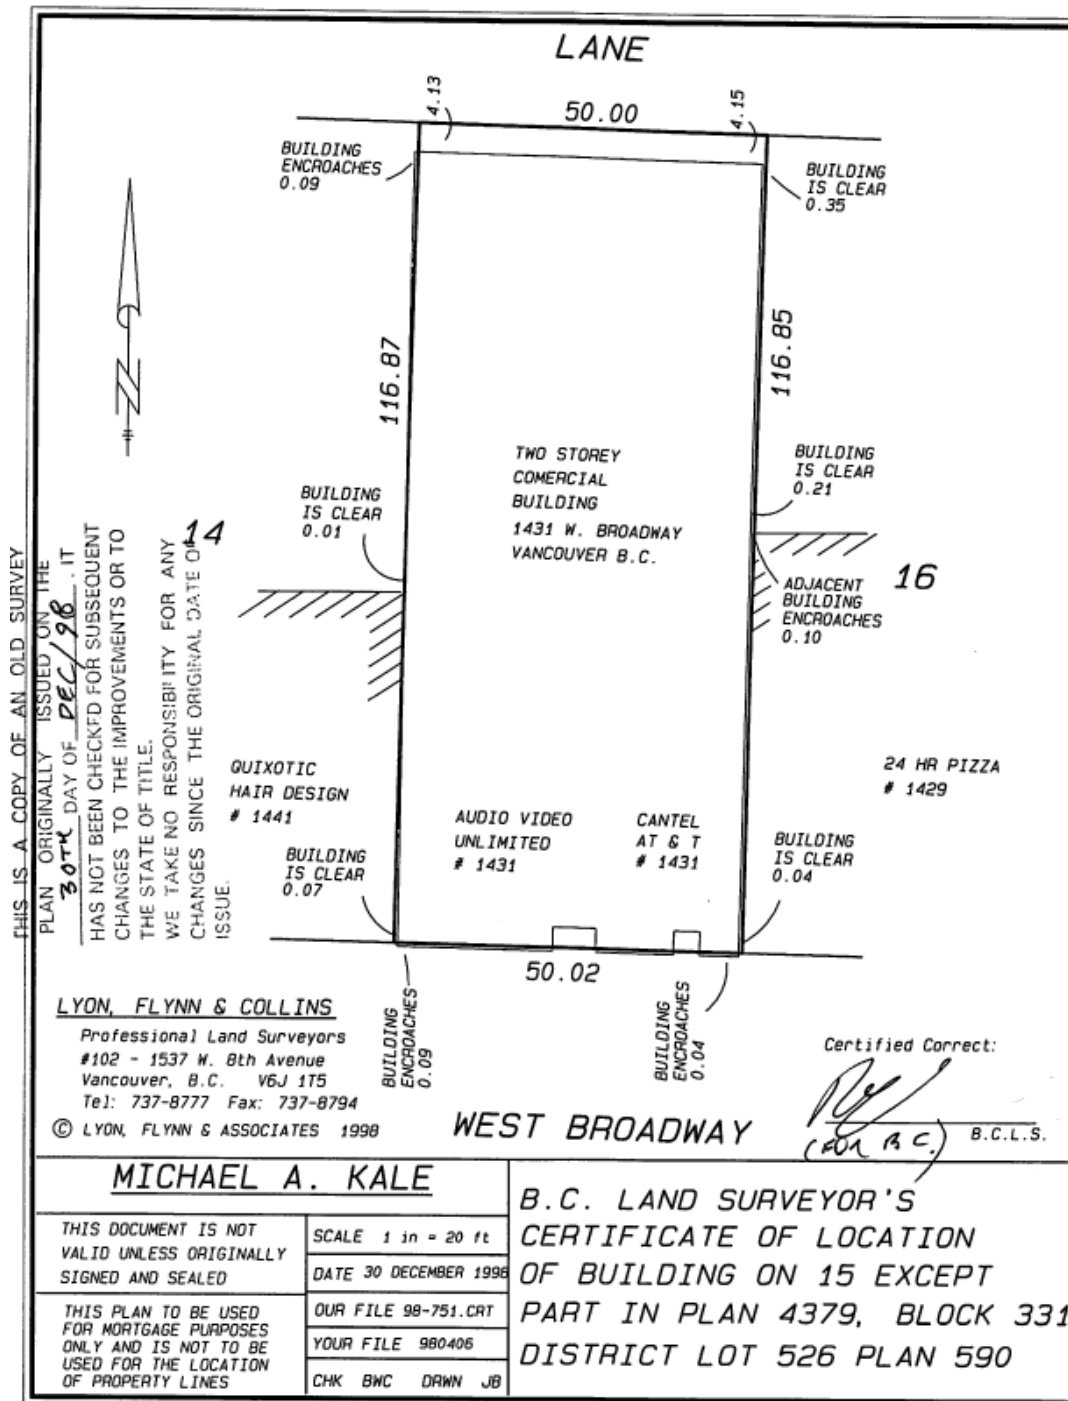 LANE
4.13
50.00
4.15
BUILDING
ENCROACHES
0.09
BUILDING
IS CLEAR
0.35
N
116.87
116.85
TWO STOREY
COMERCIAL
BUILDING
1431 W. BROADWAY
VANCOUVER B.C.
BUILDING
IS CLEAR
0.21
BUILDING
IS CLEAR
0.01
14
16
ADJACENT
BUILDING
ENCROACHES
0.10
THIS IS A COPY OF AN OLD SURVEY
PLAN ORIGINALLY ISSUED ON THE
30TH DAY OF DEC/98. IT
HAS NOT BEEN CHECKED FOR SUBSEQUENT
CHANGES TO THE IMPROVEMENTS OR TO
THE STATE OF TITLE.
WE TAKE NO RESPONSIBILITY FOR ANY
CHANGES SINCE THE ORIGINAL DATE OF
ISSUE.
QUIXOTIC
HAIR DESIGN
# 1441
24 HR PIZZA
# 1429
AUDIO VIDEO
UNLIMITED
# 1431
CANTEL
AT & T
# 1431
BUILDING
IS CLEAR
0.07
BUILDING
IS CLEAR
0.04
50.02
BUILDING
ENCROACHES
0.09
BUILDING
ENCROACHES
0.04
LYON, FLYNN & COLLINS
Professional Land Surveyors
#102 - 1537 W. 8th Avenue
Vancouver, B.C. V6J 1T5
Tel: 737-8777 Fax: 737-8794
© LYON, FLYNN & ASSOCIATES 1998
WEST BROADWAY
Certified Correct:
(FOR B C.)
B.C.L.S.
MICHAEL A. KALE
THIS DOCUMENT IS NOT
VALID UNLESS ORIGINALLY
SIGNED AND SEALED
THIS PLAN TO BE USED
FOR MORTGAGE PURPOSES
ONLY AND IS NOT TO BE
USED FOR THE LOCATION
OF PROPERTY LINES
SCALE 1 in = 20 ft
DATE 30 DECEMBER 1998
OUR FILE 98-751.CRT
YOUR FILE 980406
CHK BWC DRWN JB
B.C. LAND SURVEYOR'S
CERTIFICATE OF LOCATION
OF BUILDING ON 15 EXCEPT
PART IN PLAN 4379, BLOCK 331
DISTRICT LOT 526 PLAN 590